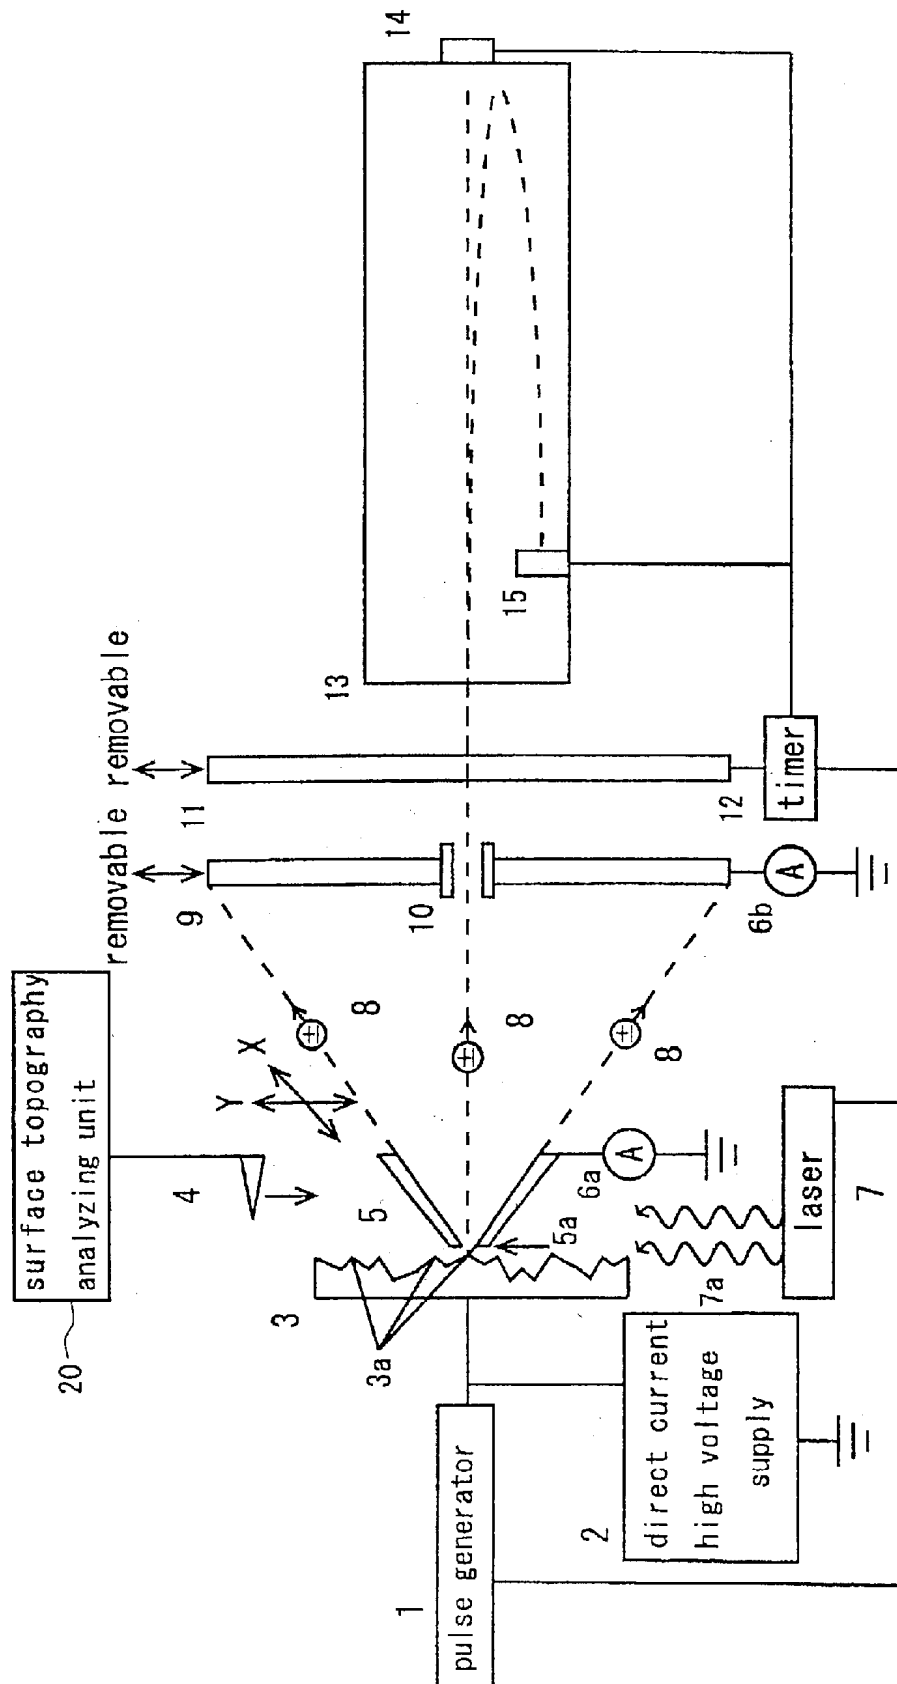 surface topography
analyzing unit
20
removable
removable
14
13
15
11
12
timer
9
10
6b
A
8
8
8
±
±
±
X
Y
4
5
5a
6a
A
3
3a
7a
laser
7
1
pulse generator
2
direct current
high voltage
supply